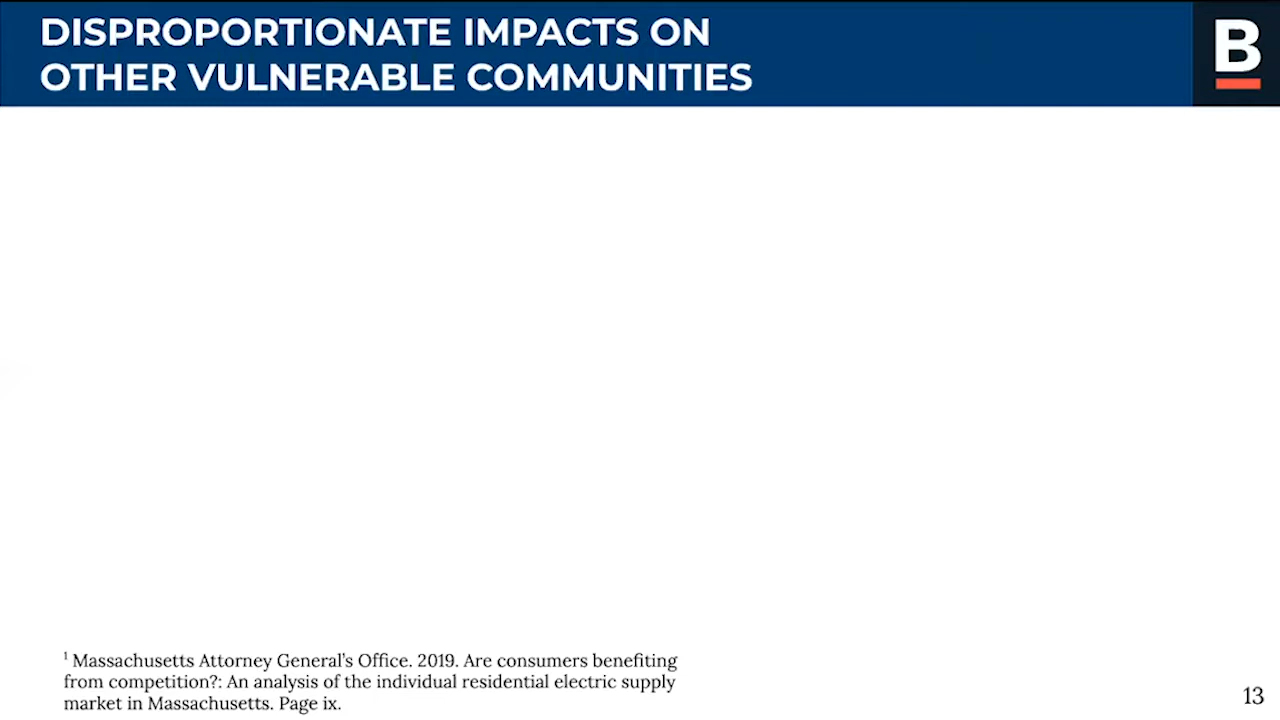 DISPROPORTIONATE IMPACTS ON
OTHER VULNERABLE COMMUNITIES
B
¹ Massachusetts Attorney General’s Office. 2019. Are consumers benefiting
from competition?: An analysis of the individual residential electric supply
market in Massachusetts. Page ix.
13